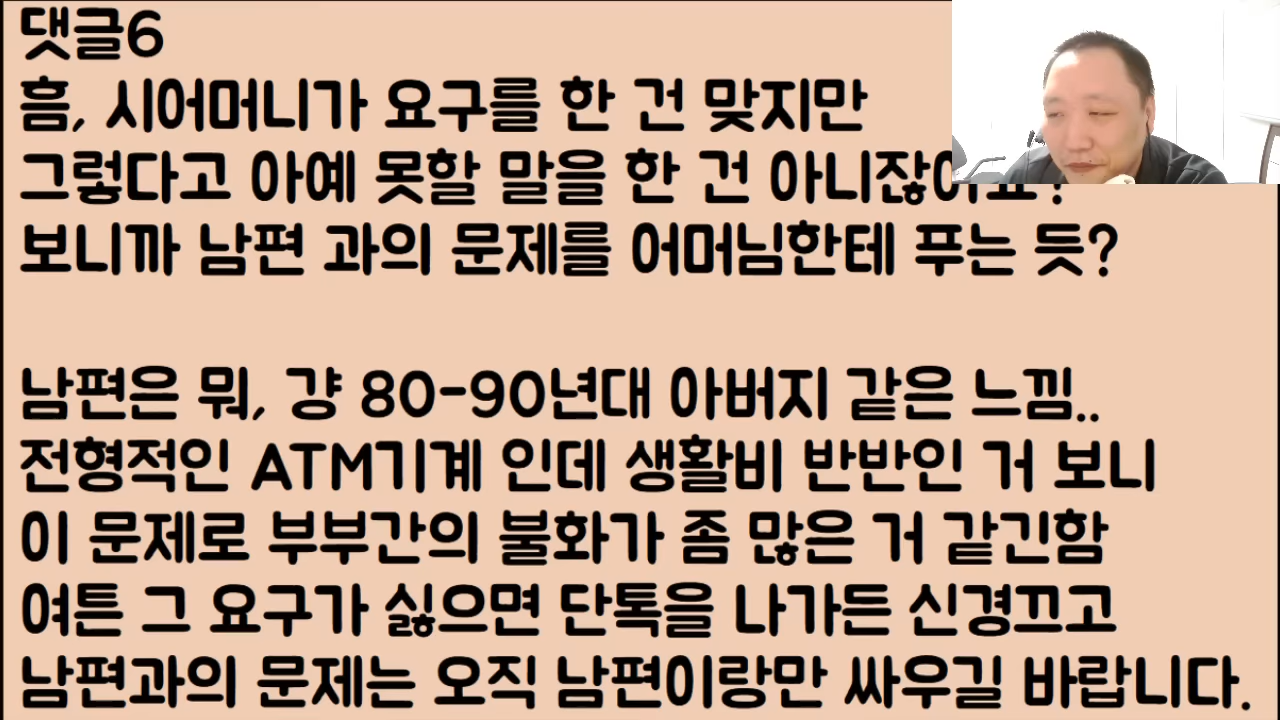 댓글6
흠, 시어머니가 요구를 한 건 맞지만
그렇다고 아예 못할 말을 한 건
보니까 남편 과의 문제를 어머님한테 푸는 듯?
남편은 뭐, 걍 80-90년대 아버지 같은 느낌..
전형적인 ATM기계 인데 생활비 반반인 거 보니
이 문제로 부부간의 불화가 좀 많은 거 같긴함
여튼 그 요구가 싫으면 단톡을 나가든 신경끄고
남편과의 문제는 오직 남편이랑만 싸우길 바랍니다.